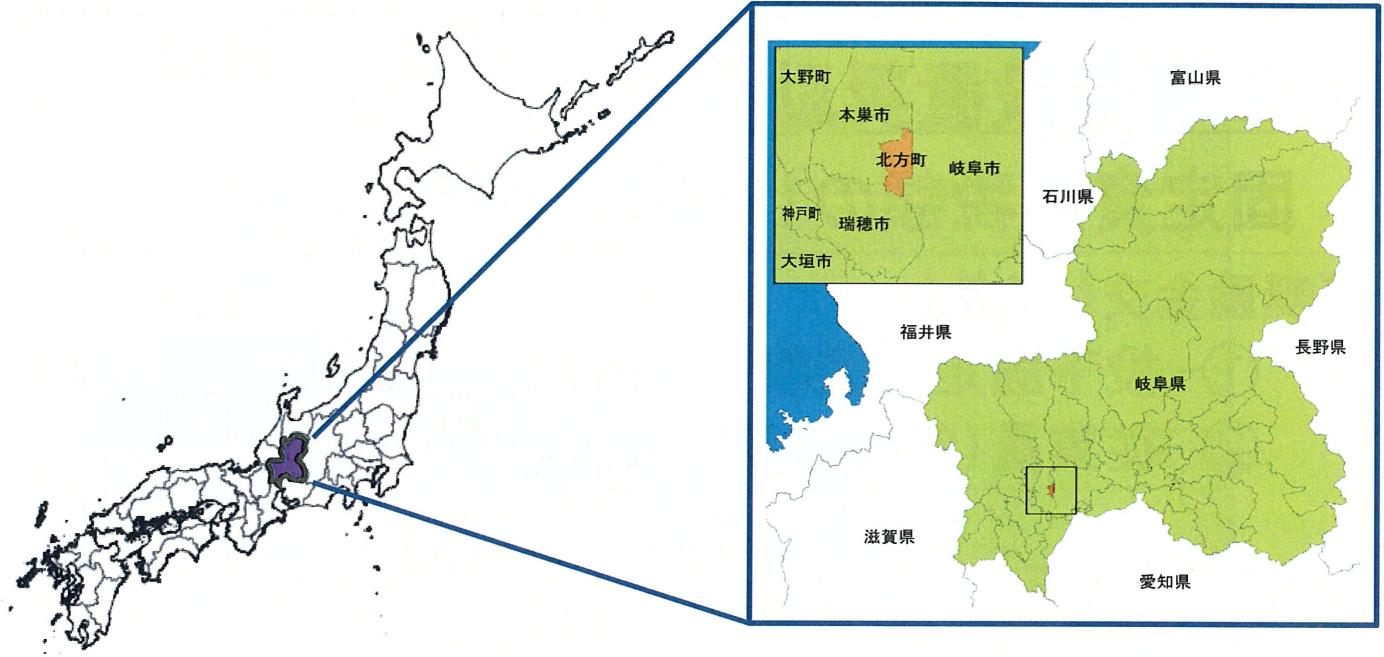 富山県
大野町
本巣市
北方町
岐阜市
石川県
神戸町
瑞穂市
大垣市
福井県
長野県
岐阜県
滋賀県
愛知県